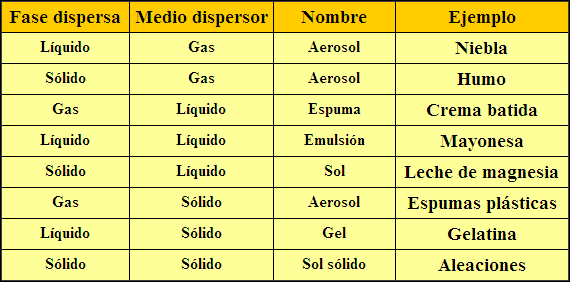 Fase dispersa Medio dispersor Nombre Ejemplo
Líquido Gas Aerosol Niebla
Sólido Gas Aerosol Humo
Gas Líquido Espuma Crema batida
Líquido Líquido Emulsión Mayonesa
Sólido Líquido Sol Leche de magnesia
Gas Sólido Aerosol Espumas plásticas
Líquido Sólido Gel Gelatina
Sólido Sólido Sol sólido Aleaciones